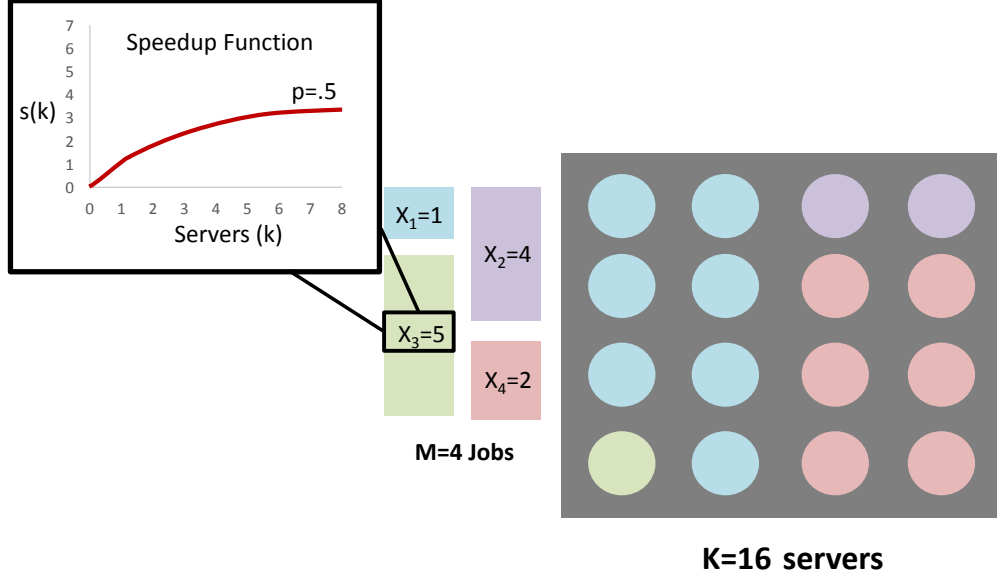 Speedup Function
7
6
5
4
3
2
1
0
s(k)
p=.5
0 1 2 3 4 5 6 7 8
Servers (k)
X₁=1
X₂=4
X₃=5
X₄=2
M=4 Jobs
K=16 servers